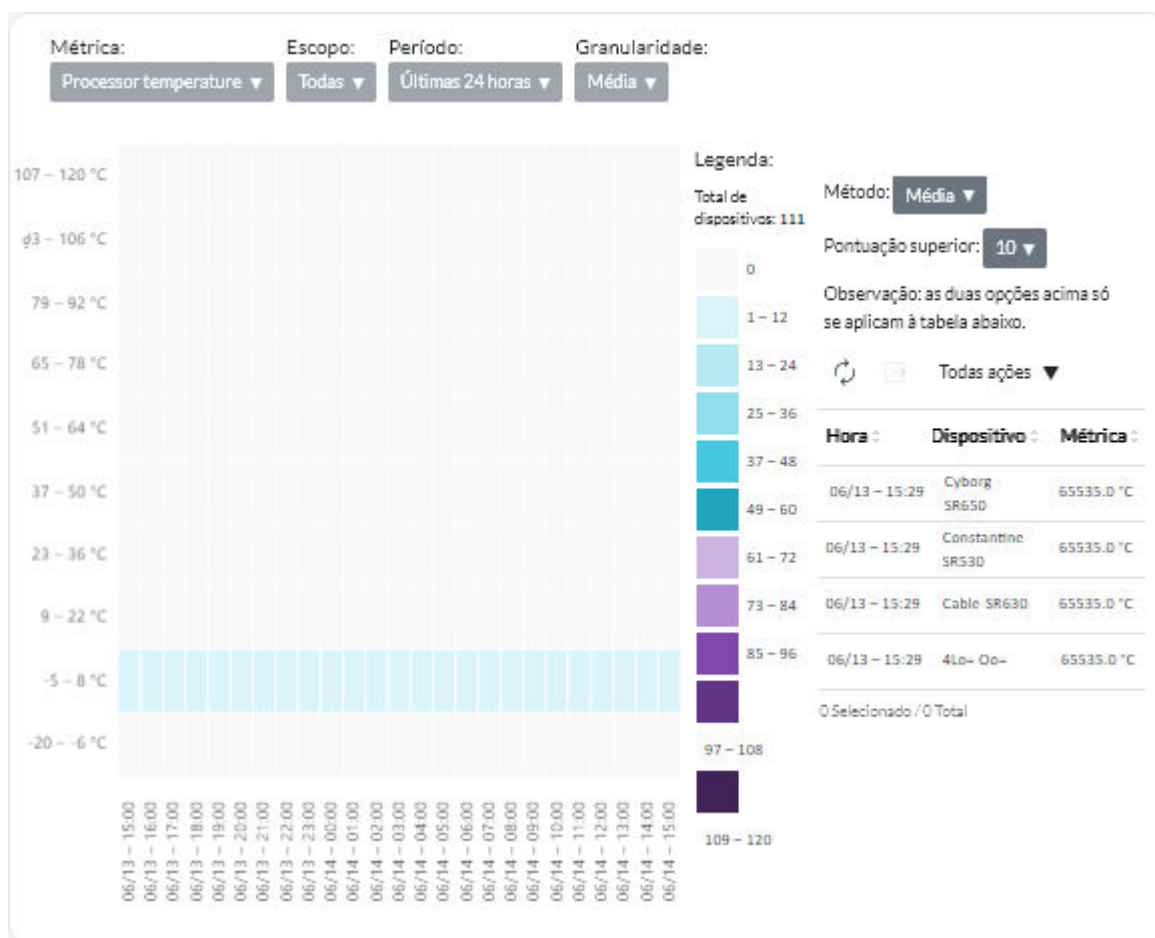 Métrica:
Escopo:
Período:
Granularidade:
Processor temperature ▼
Todas ▼
Últimas 24 horas ▼
Média ▼
107 – 120 °C
93 – 106 °C
79 – 92 °C
65 – 78 °C
51 – 64 °C
37 – 50 °C
23 – 36 °C
9 – 22 °C
-5 – 8 °C
-20 – -6 °C
06/13 – 15:00
06/13 – 16:00
06/13 – 17:00
06/13 – 18:00
06/13 – 19:00
06/13 – 20:00
06/13 – 21:00
06/13 – 22:00
06/13 – 23:00
06/14 – 00:00
06/14 – 01:00
06/14 – 02:00
06/14 – 03:00
06/14 – 04:00
06/14 – 05:00
06/14 – 06:00
06/14 – 07:00
06/14 – 08:00
06/14 – 09:00
06/14 – 10:00
06/14 – 11:00
06/14 – 12:00
06/14 – 13:00
06/14 – 14:00
06/14 – 15:00
Legenda:
Total de
dispositivos: 111
0
1 – 12
13 – 24
25 – 36
37 – 48
49 – 60
61 – 72
73 – 84
85 – 96
97 – 108
109 – 120
Método: Média ▼
Pontuação superior: 10 ▼
Observação: as duas opções acima só
se aplicam à tabela abaixo.
Todas ações ▼
Hora Dispositivo Métrica
06/13 – 15:29 Cyborg
SR650 65535.0 °C
06/13 – 15:29 Constantine
SR530 65535.0 °C
06/13 – 15:29 Cable SR630 65535.0 °C
06/13 – 15:29 65535.0 °C
0 Selecionado / 0 Total